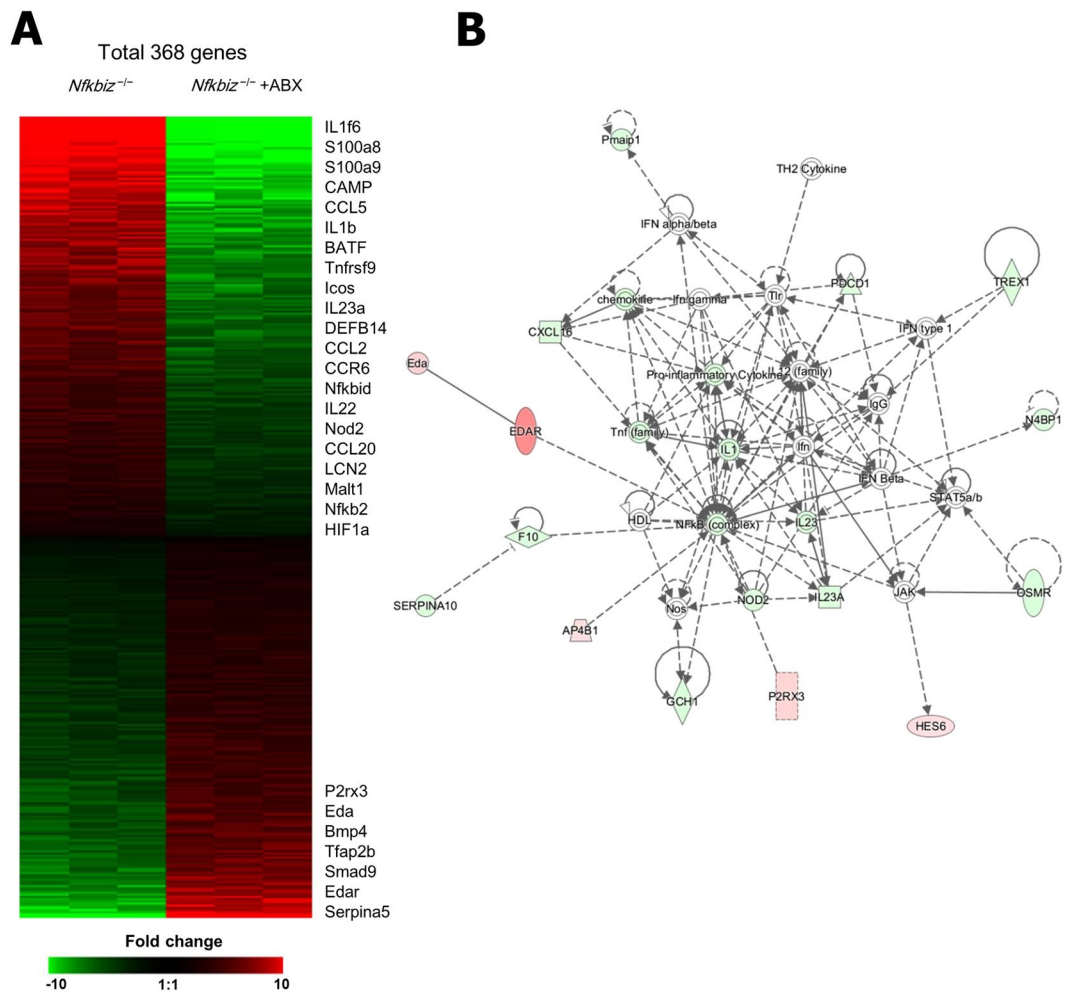 A
B
Total 368 genes
Nfkbiz−/−
Nfkbiz−/− +ABX
IL1f6
S100a8
S100a9
CAMP
CCL5
IL1b
BATF
Tnfrsf9
Icos
IL23a
DEFB14
CCL2
CCR6
Nfkbid
IL22
Nod2
CCL20
LCN2
Malt1
Nfkb2
HIF1a
P2rx3
Eda
Bmp4
Tfap2b
Smad9
Edar
Serpina5
Fold change
-10
1:1
10
Pmaip1
TH2 Cytokine
IFN alpha/beta
PDCD1
TREX1
chemokine
Ifn gamma
Tlr
CXCL16
IFN type 1
Eda
Pro-inflammatory Cytokine
IL12 (family)
IgG
N4BP1
EDAR
Tnf (family)
IL1
Ifn
IFN Beta
STAT5a/b
HDL
NFkB (complex)
IL23
F10
SERPINA10
Nos
NOD2
IL23A
JAK
OSMR
AP4B1
GCH1
P2RX3
HES6